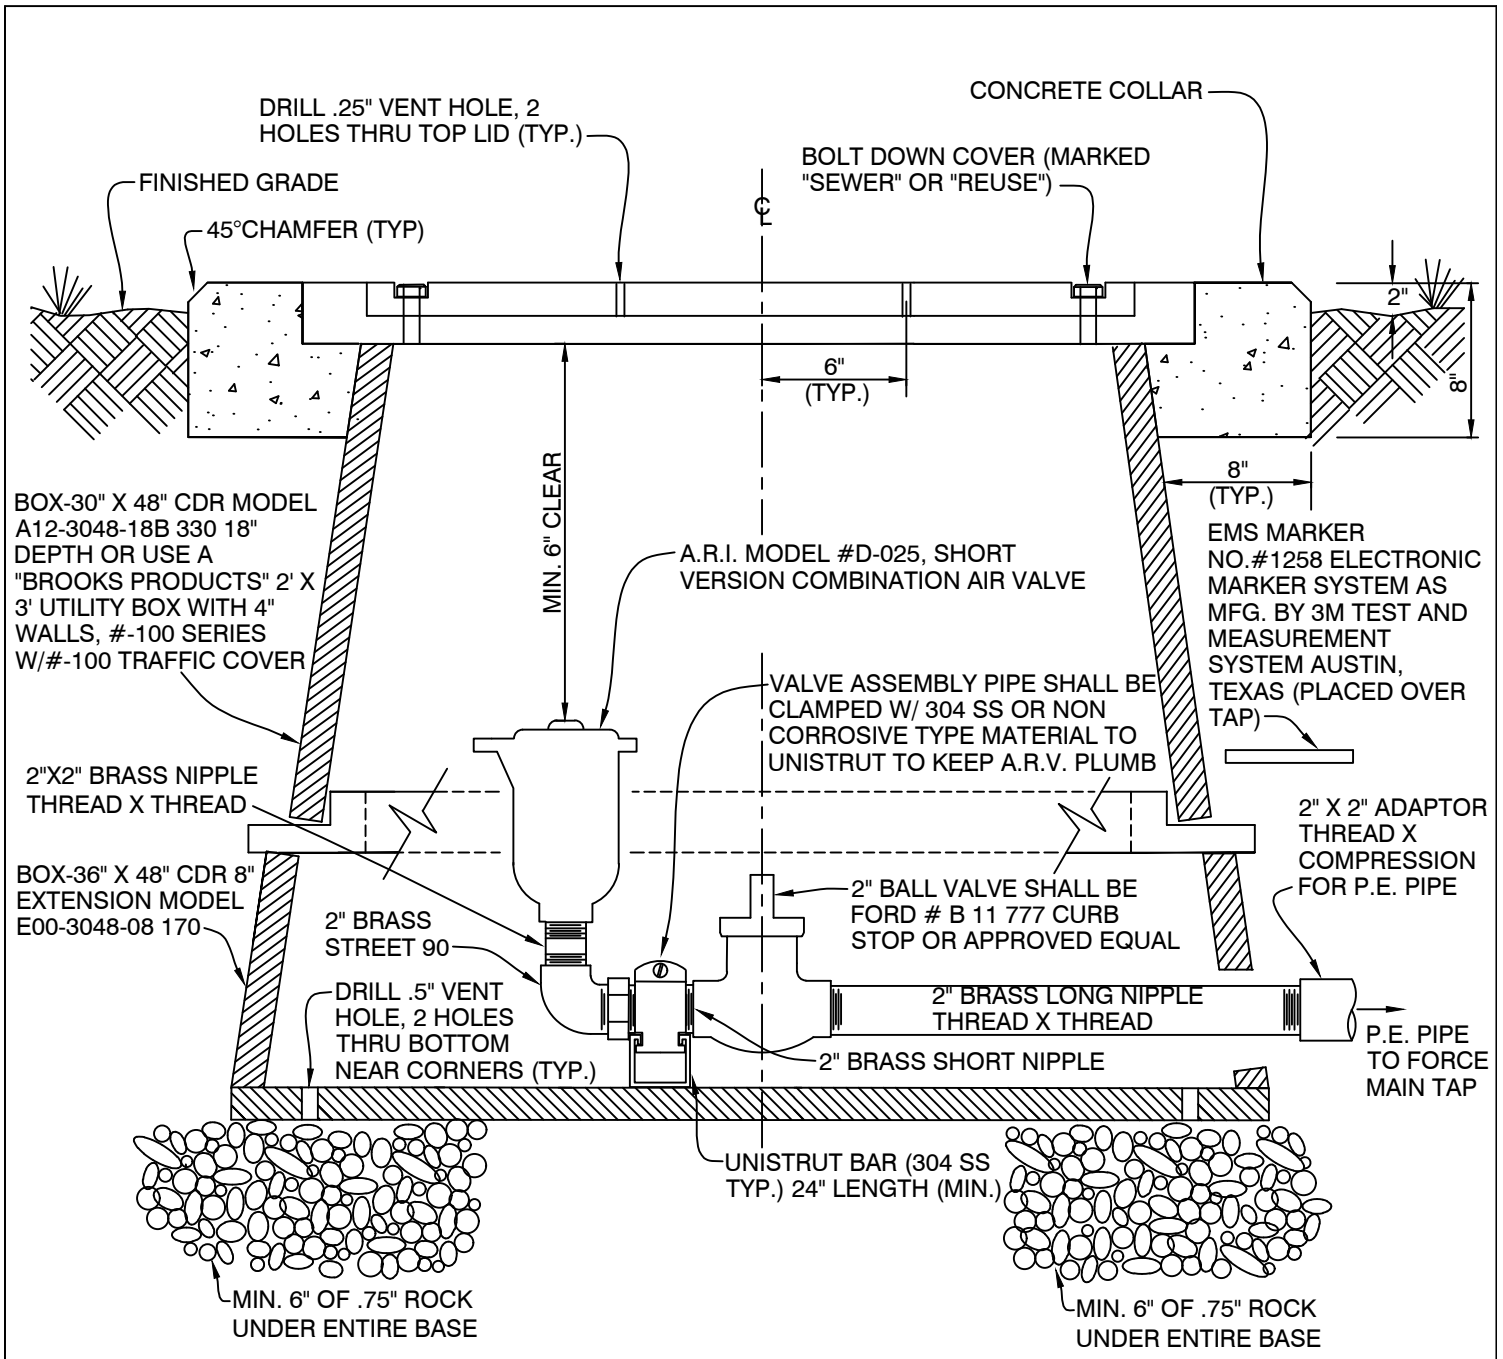 DRILL .25" VENT HOLE, 2
HOLES THRU TOP LID (TYP.)
CONCRETE COLLAR
BOLT DOWN COVER (MARKED
"SEWER" OR "REUSE")
FINISHED GRADE
45°CHAMFER (TYP)
℄
2"
8"
6"
(TYP.)
MIN. 6" CLEAR
8"
(TYP.)
BOX-30" X 48" CDR MODEL
A12-3048-18B 330 18"
DEPTH OR USE A
"BROOKS PRODUCTS" 2' X
3' UTILITY BOX WITH 4"
WALLS, #-100 SERIES
W/#-100 TRAFFIC COVER
A.R.I. MODEL #D-025, SHORT
VERSION COMBINATION AIR VALVE
EMS MARKER
NO.#1258 ELECTRONIC
MARKER SYSTEM AS
MFG. BY 3M TEST AND
MEASUREMENT
SYSTEM AUSTIN,
TEXAS (PLACED OVER
TAP)
VALVE ASSEMBLY PIPE SHALL BE
CLAMPED W/ 304 SS OR NON
CORROSIVE TYPE MATERIAL TO
UNISTRUT TO KEEP A.R.V. PLUMB
2"X2" BRASS NIPPLE
THREAD X THREAD
2" X 2" ADAPTOR
THREAD X
COMPRESSION
FOR P.E. PIPE
BOX-36" X 48" CDR 8"
EXTENSION MODEL
E00-3048-08 170
2" BRASS
STREET 90
2" BALL VALVE SHALL BE
FORD # B 11 777 CURB
STOP OR APPROVED EQUAL
DRILL .5" VENT
HOLE, 2 HOLES
THRU BOTTOM
NEAR CORNERS (TYP.)
2" BRASS LONG NIPPLE
THREAD X THREAD
2" BRASS SHORT NIPPLE
P.E. PIPE
TO FORCE
MAIN TAP
UNISTRUT BAR (304 SS
TYP.) 24" LENGTH (MIN.)
MIN. 6" OF .75" ROCK
UNDER ENTIRE BASE
MIN. 6" OF .75" ROCK
UNDER ENTIRE BASE